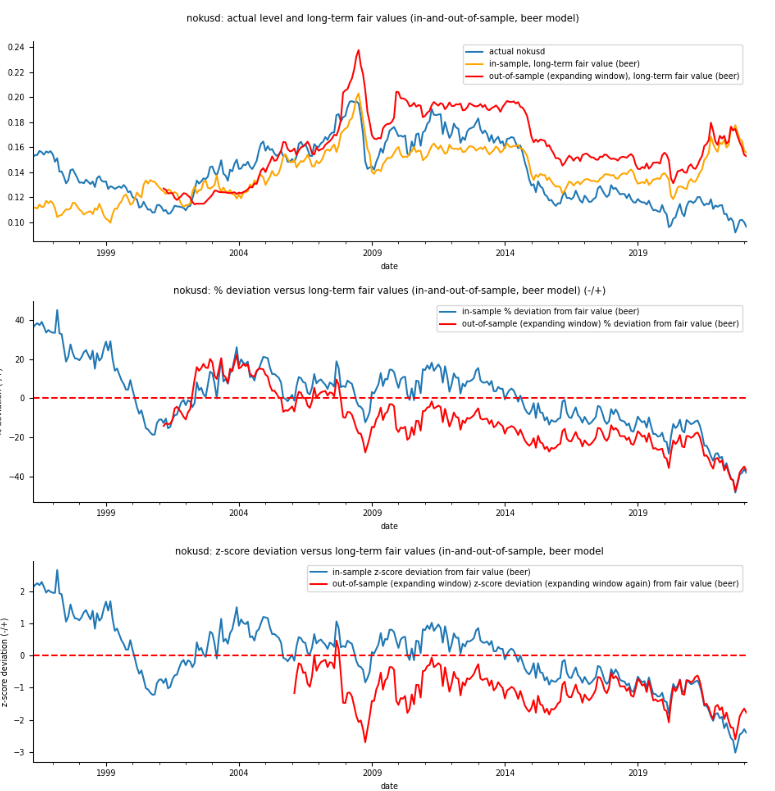 nokusd: actual level and long-term fair values (in-and-out-of-sample, beer model)
actual nokusd
in-sample, long-term fair value (beer)
out-of-sample (expanding window), long-term fair value (beer)
0.24
0.22
0.20
0.18
0.16
0.14
0.12
0.10
1999
2004
2009
2014
2019
date
nokusd: % deviation versus long-term fair values (in-and-out-of-sample, beer model) (-/+)
in-sample % deviation from fair value (beer)
out-of-sample (expanding window) % deviation from fair value (beer)
40
20
0
−20
−40
1999
2004
2009
2014
2019
date
nokusd: z-score deviation versus long-term fair values (in-and-out-of-sample, beer model
in-sample z-score deviation from fair value (beer)
out-of-sample (expanding window) z-score deviation (expanding window again) from fair value (beer)
z-score deviation (-/+)
2
1
0
−1
−2
−3
1999
2004
2009
2014
2019
date